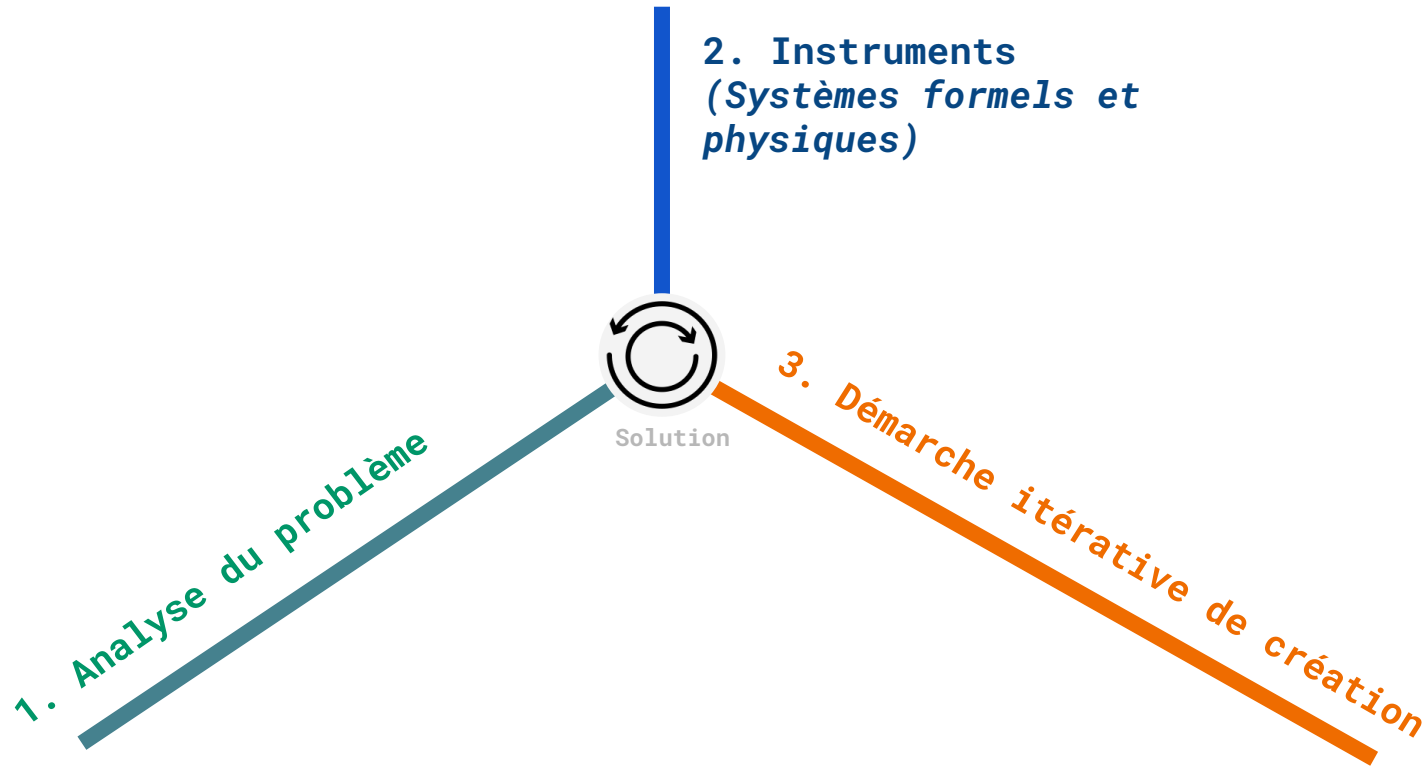 2. Instruments
(Systèmes formels et
physiques)
Solution
1. Analyse du problème
3. Démarche itérative de création